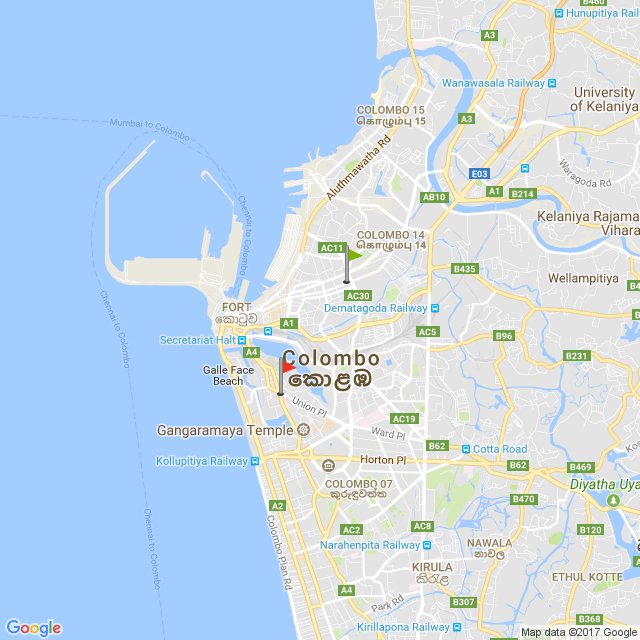 B460
Hunupitiya Railway
A3
Wanawasala Railway
University
of Kelaniya
COLOMBO 15
கொழும்பு 15
A3
Mumbai to Colombo
Aluthmawatha Rd
Waragoda Rd
E03
A1
B214
AB10
Chennai to Colombo
Kelaniya Rajama
Vihara
COLOMBO 14
கொழும்பு 14
AC11
B435
Wellampitiya
AC30
FORT
කොටුව
Dematagoda Railway
A1
AC5
B96
Secretariat Halt
A4
Colombo
කොළඹ
B231
Galle Face
Beach
Chennai to Colombo
Union Pl
AC19
Gangaramaya Temple
Ward Pl
B62
Cotta Road
Kollupitiya Railway
Horton Pl
B62
B469
COLOMBO 07
කුරුඳුවත්ත
Diyatha Uya
B470
A2
Chennai to Colombo
Colombo Plan Rd
AC2
AC8
B120
Narahenpita Railway
NAWALA
නාවල
KIRULA
කිරුළ
ETHUL KOTTE
A4
Park Rd
B307
Kirillapona Railway
B368
Google
Map data ©2017 Google